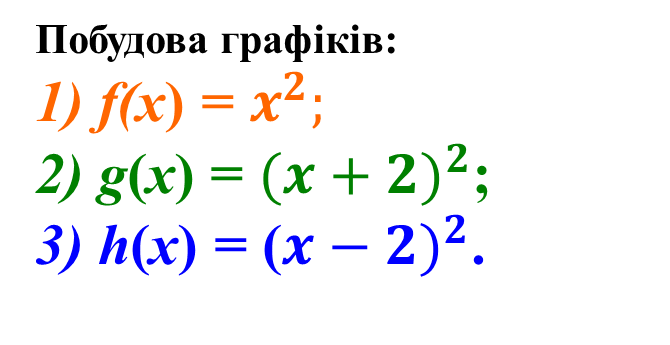 Побудова графіків:
1) f(x) = x²;
2) g(x) = (x + 2)²;
3) h(x) = (x − 2)².